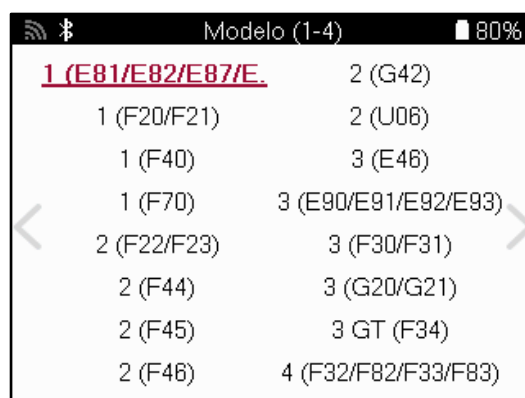 Modelo (1-4) 80%
1 (E81/E82/E87/E. 2 (G42)
1 (F20/F21) 2 (U06)
1 (F40) 3 (E46)
1 (F70) 3 (E90/E91/E92/E93)
2 (F22/F23) 3 (F30/F31)
2 (F44) 3 (G20/G21)
2 (F45) 3 GT (F34)
2 (F46) 4 (F32/F82/F33/F83)